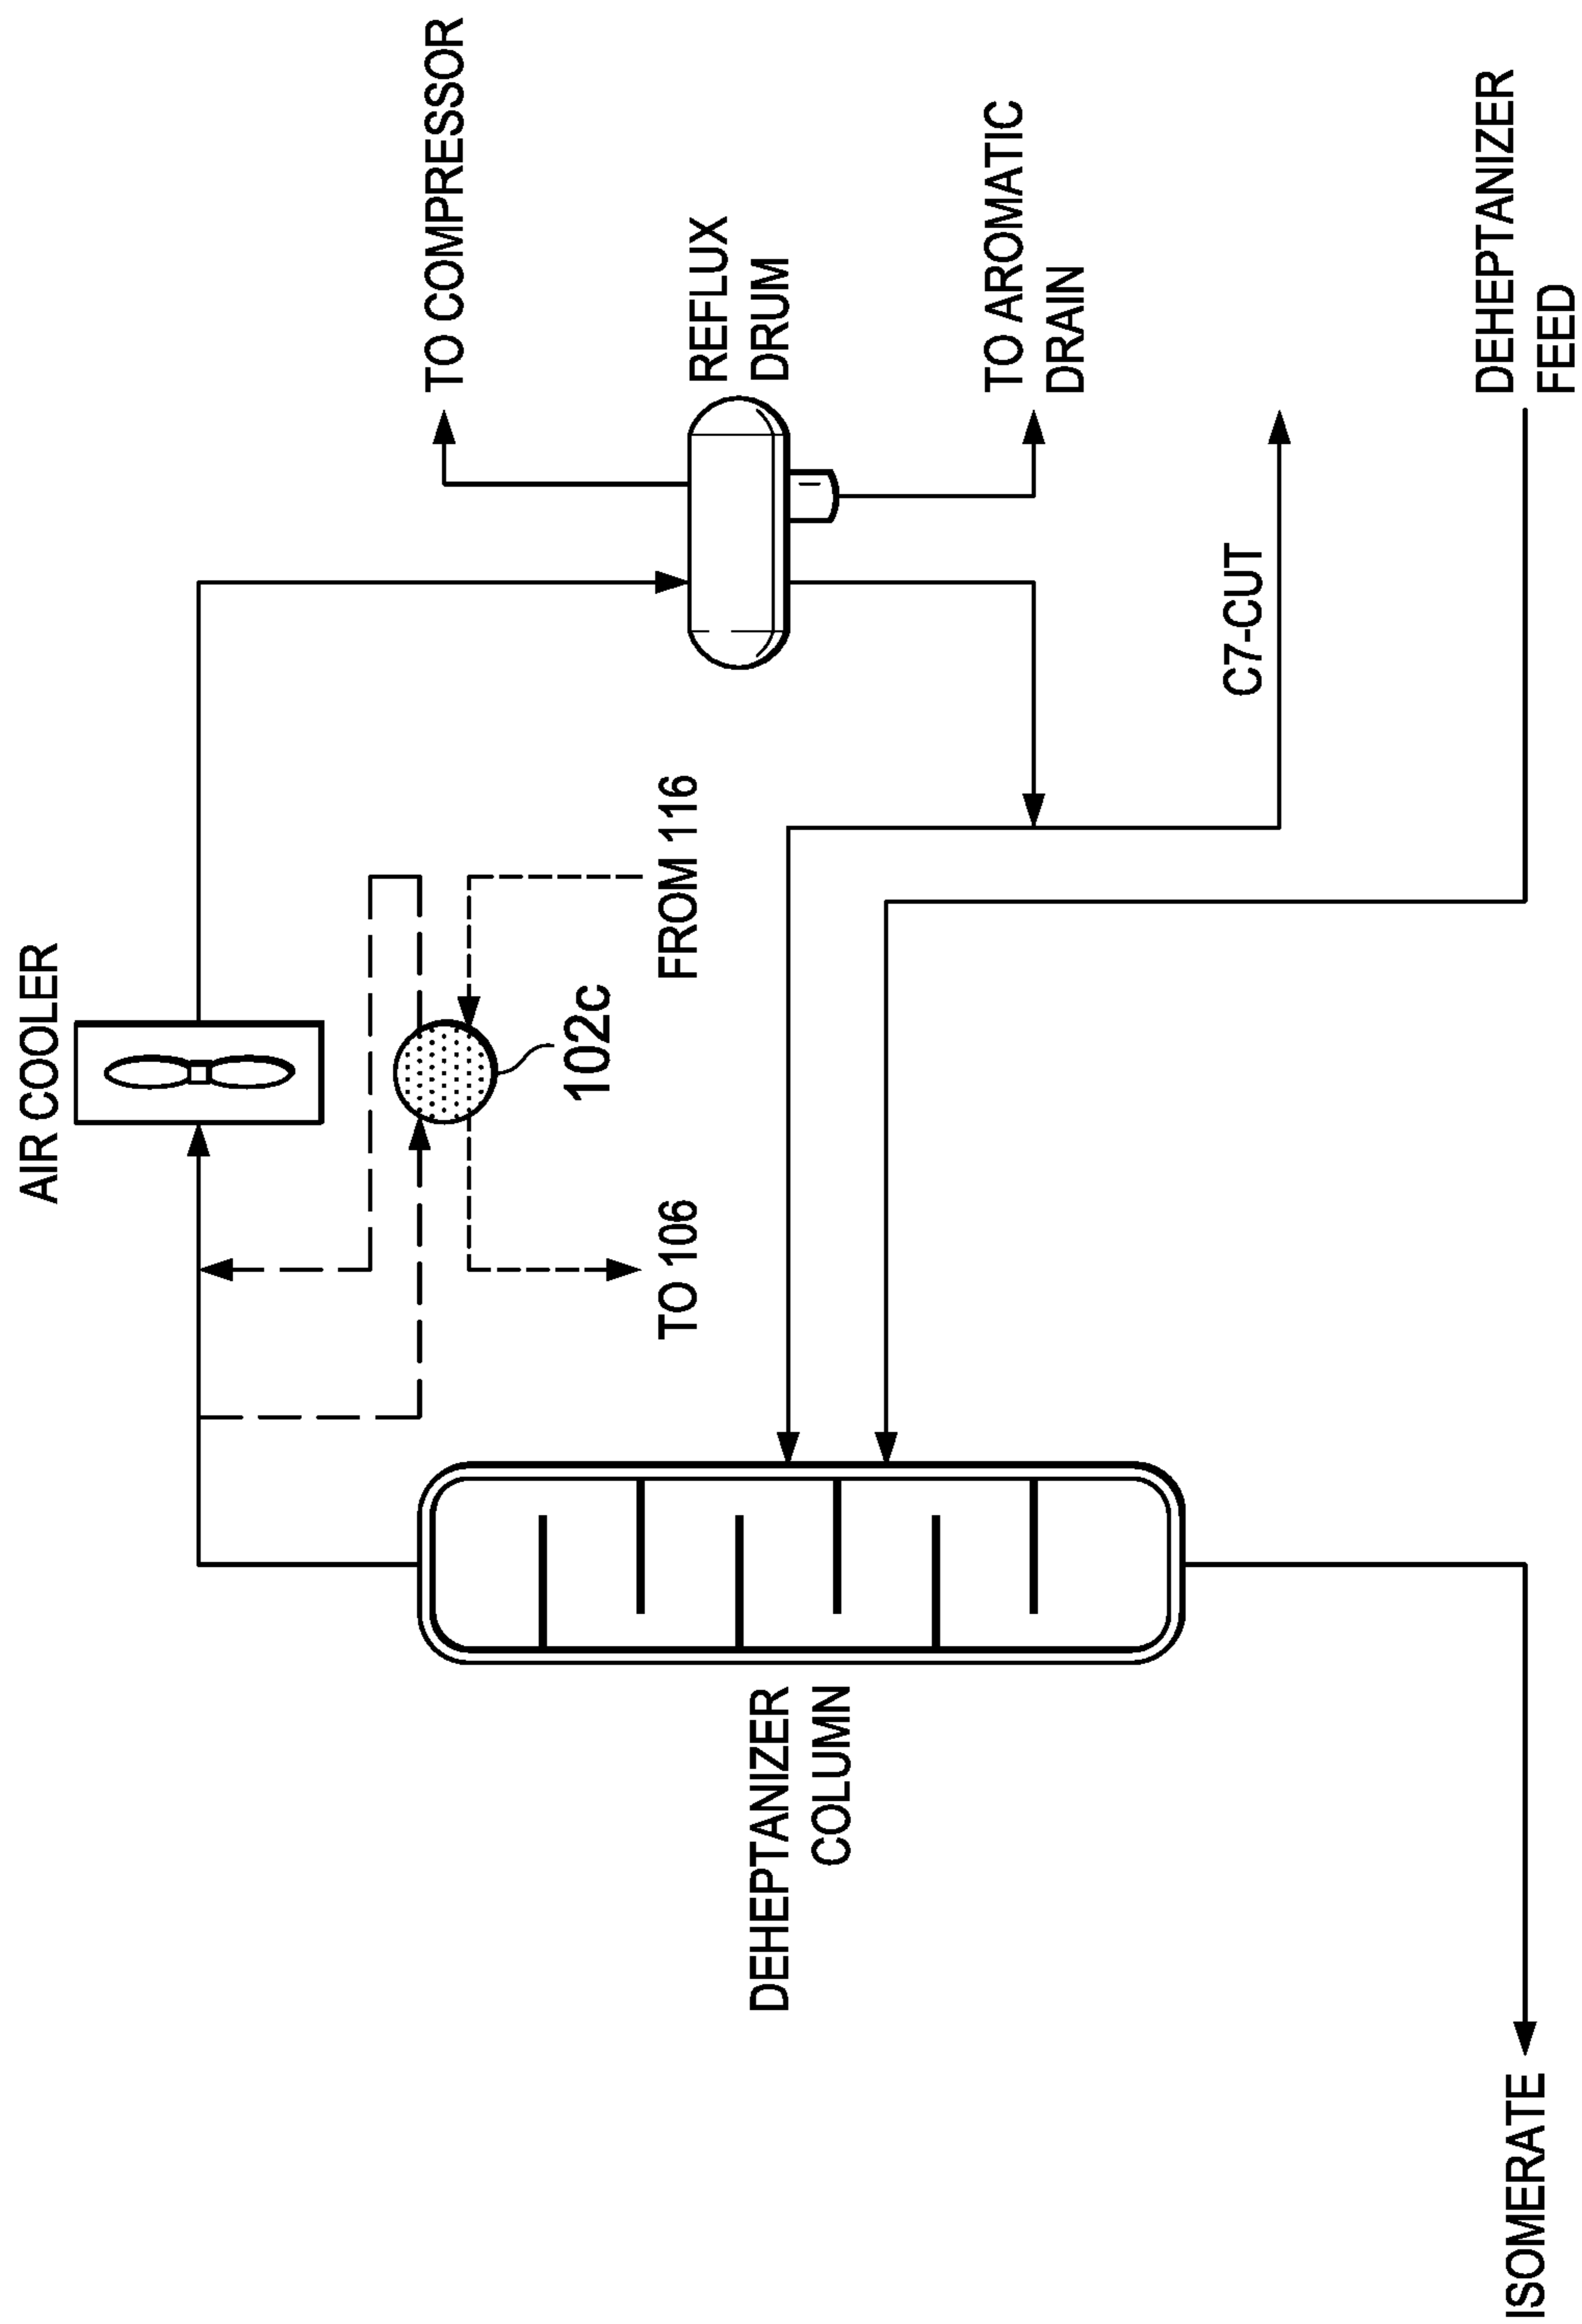 AIR COOLER
TO COMPRESSOR
102c
TO 106
FROM 116
REFLUX
DRUM
DEHEPTANIZER
COLUMN
TO AROMATIC
DRAIN
C7-CUT
DEHEPTANIZER
FEED
ISOMERATE